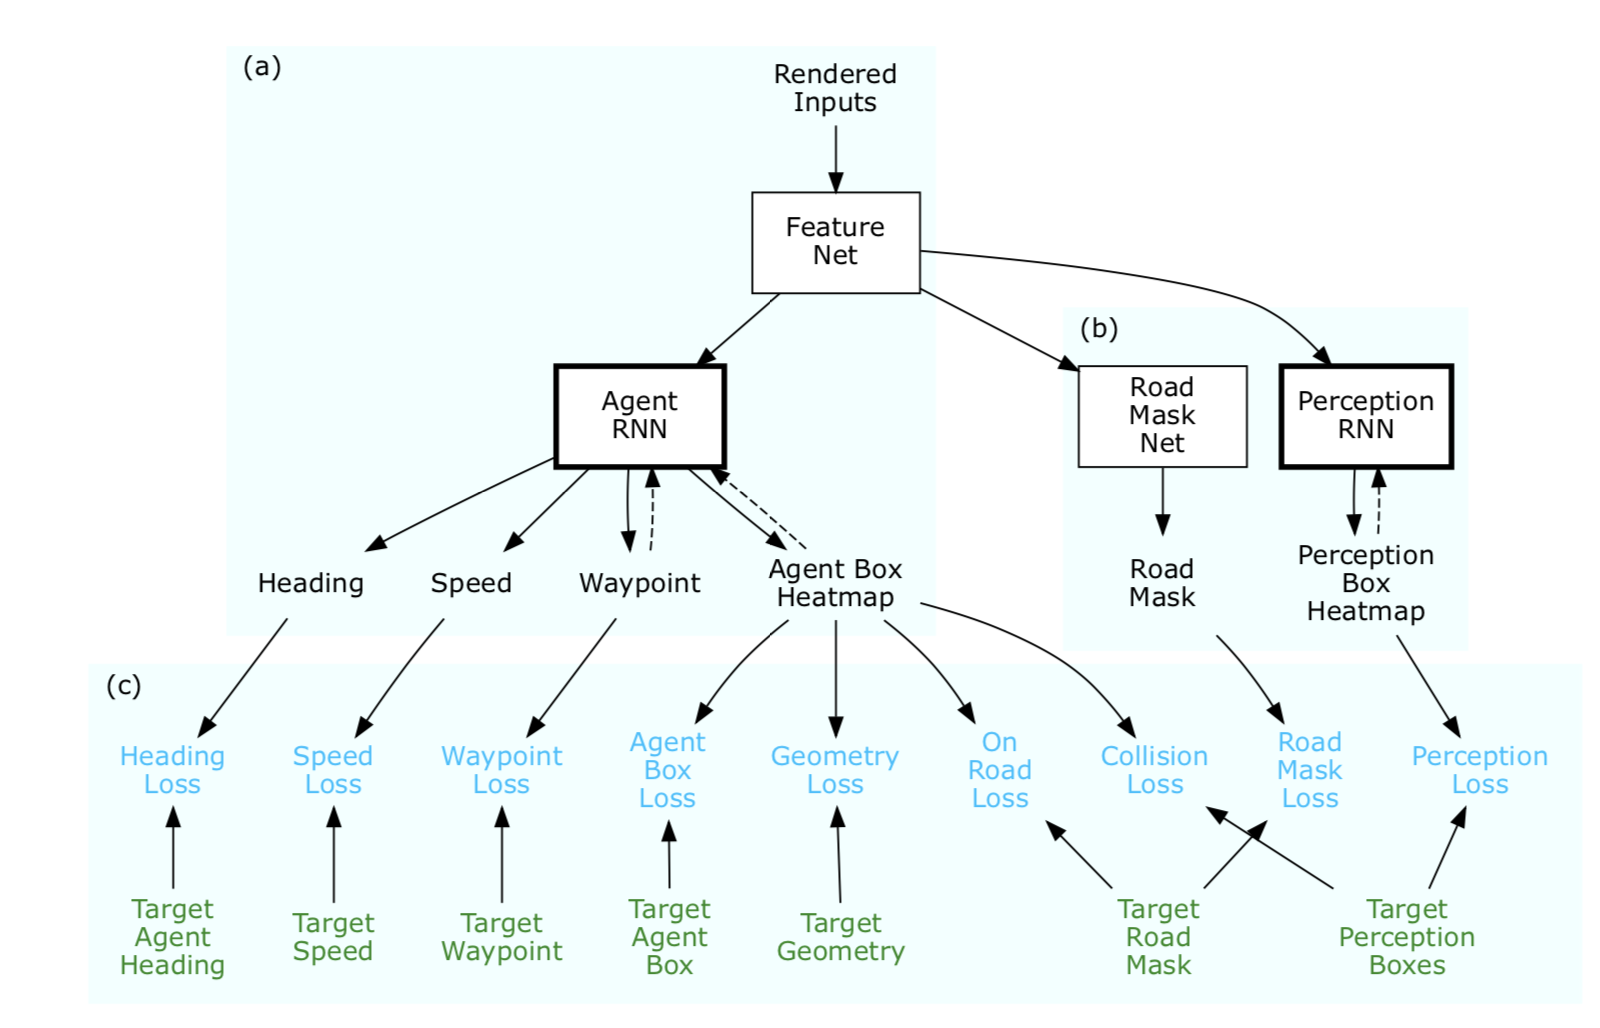 (a)
Rendered
Inputs
Feature
Net
(b)
Agent
RNN
Road
Mask
Net
Perception
RNN
Heading
Speed
Waypoint
Agent Box
Heatmap
Road
Mask
Perception
Box
Heatmap
(c)
Heading
Loss
Speed
Loss
Waypoint
Loss
Agent
Box
Loss
Geometry
Loss
On
Road
Loss
Collision
Loss
Road
Mask
Loss
Perception
Loss
Target
Agent
Heading
Target
Speed
Target
Waypoint
Target
Agent
Box
Target
Geometry
Target
Road
Mask
Target
Perception
Boxes